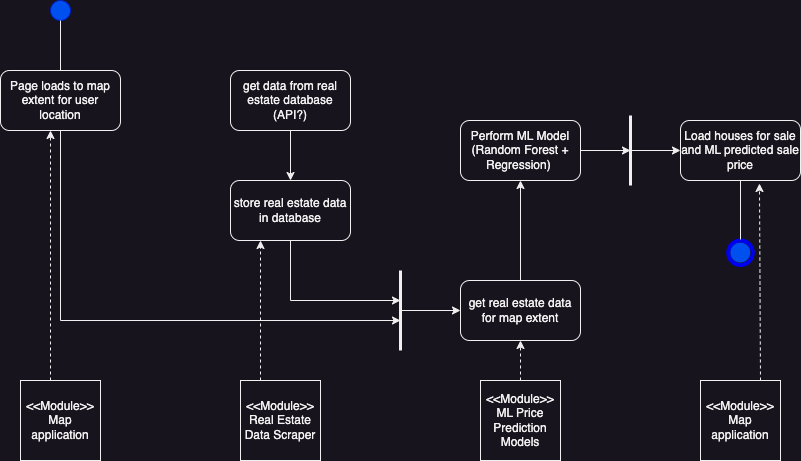 Page loads to map
extent for user
location
get data from real
estate database
(API?)
store real estate data
in database
Perform ML Model
(Random Forest +
Regression)
Load houses for sale
and ML predicted sale
price
get real estate data
for map extent
<<Module>>
Map
application
<<Module>>
Real Estate
Data Scraper
<<Module>>
ML Price
Prediction
Models
<<Module>>
Map
application